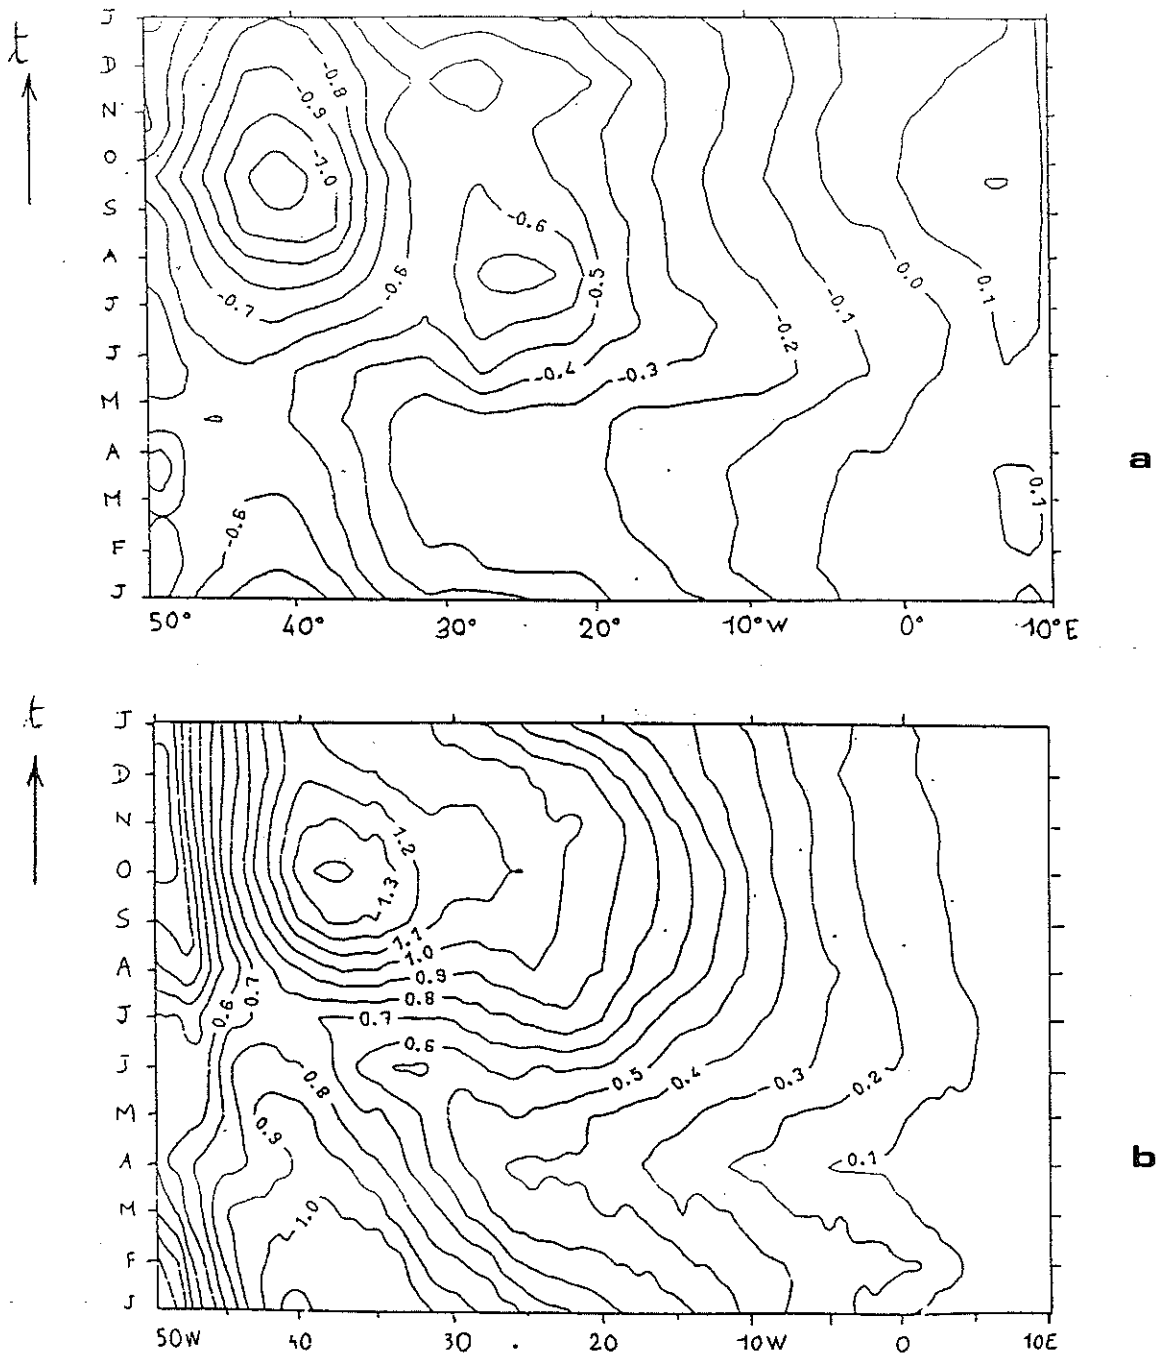 t
J
D
N
O
S
A
J
J
M
A
M
F
J
-0.8
-0.9
-1.0
-0.6
-0.7
-0.6
-0.5
-0.4
-0.3
-0.2
-0.1
0.0
0.1
-0.6
0.1
50° 40° 30° 20° 10°W 0° 10°E
a
t
J
D
N
O
S
A
J
J
M
A
M
F
J
1.2
1.3
1.1
1.0
0.9
0.8
0.7
0.6
0.6
0.7
0.5
0.4
0.3
0.2
0.1
0.8
0.9
1.0
50W 40 30 20 10W 0 10E
b